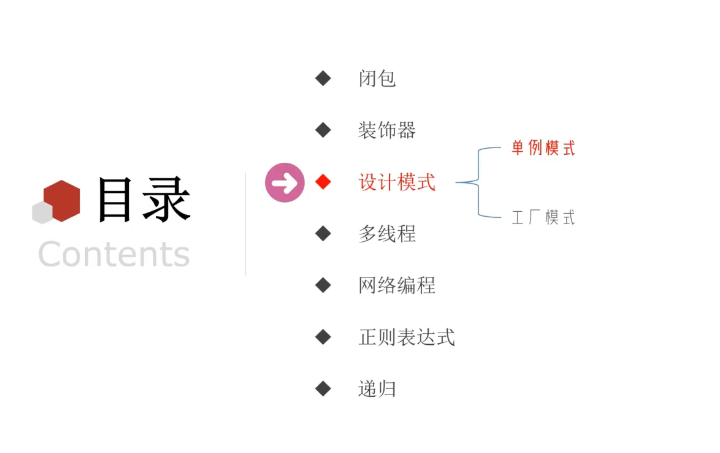 目录
Contents
闭包
装饰器
设计模式
单例模式
工厂模式
多线程
网络编程
正则表达式
递归